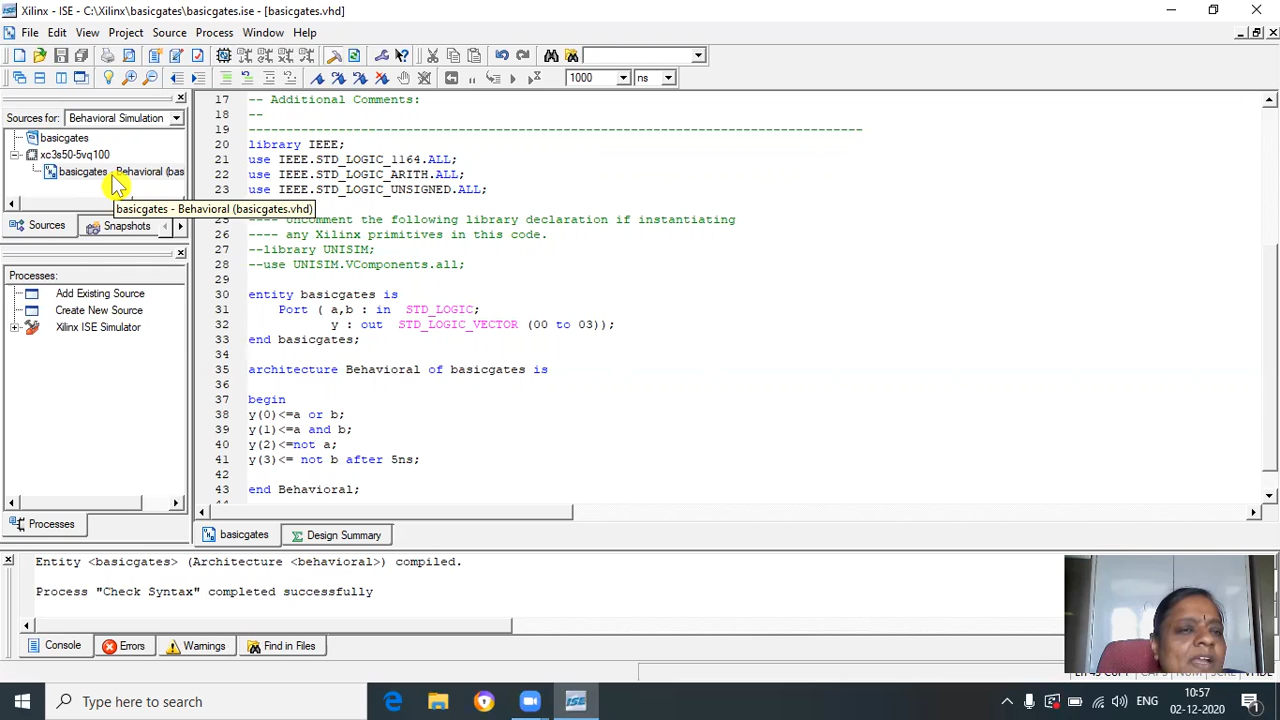 Xilinx - ISE - C:\Xilinx\basicgates\basicgates.ise - [basicgates.vhd]
File Edit View Project Source Process Window Help
1000 ns
Sources for: Behavioral Simulation
basicgates
xc3s50-5vq100
basicgates - Behavioral (bas
basicgates - Behavioral (basicgates.vhd)
Sources Snapshots
Processes:
Add Existing Source
Create New Source
Xilinx ISE Simulator
Processes
17 -- Additional Comments:
18 --
19 ----------------------------------------------------------------------------------
20 library IEEE;
21 use IEEE.STD_LOGIC_1164.ALL;
22 use IEEE.STD_LOGIC_ARITH.ALL;
23 use IEEE.STD_LOGIC_UNSIGNED.ALL;
25 ---- Uncomment the following library declaration if instantiating
26 ---- any Xilinx primitives in this code.
27 --library UNISIM;
28 --use UNISIM.VComponents.all;
29
30 entity basicgates is
31 Port ( a,b : in STD_LOGIC;
32 y : out STD_LOGIC_VECTOR (00 to 03));
33 end basicgates;
34
35 architecture Behavioral of basicgates is
36
37 begin
38 y(0)<=a or b;
39 y(1)<=a and b;
40 y(2)<=not a;
41 y(3)<= not b after 5ns;
42
43 end Behavioral;
basicgates Design Summary
Entity <basicgates> (Architecture <behavioral>) compiled.
Process "Check Syntax" completed successfully
Console Errors Warnings Find in Files
Type here to search
ENG
10:57
02-12-2020